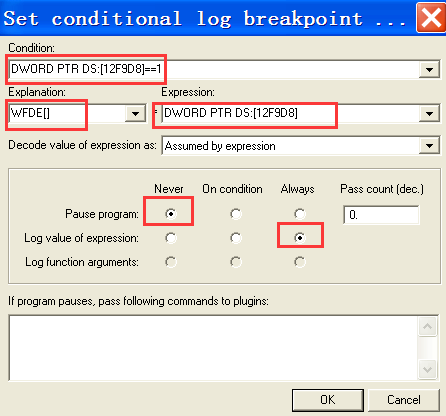 Set conditional log breakpoint ...
Condition:
DWORD PTR DS:[12F9D8]==1
Explanation: Expression:
WFDE[] = DWORD PTR DS:[12F9D8]
Decode value of expression as: Assumed by expression
Never On condition Always Pass count (dec.)
Pause program: 0.
Log value of expression:
Log function arguments:
If program pauses, pass following commands to plugins:
OK Cancel